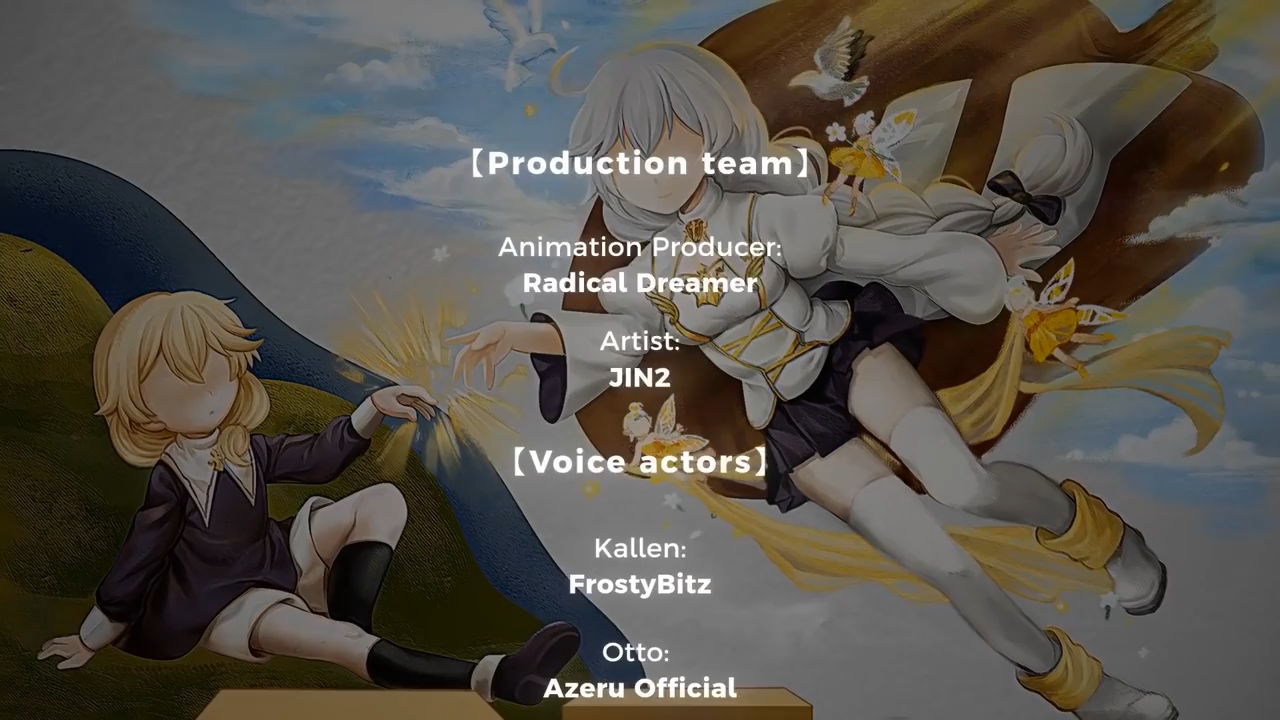 【Production team】
Animation Producer:
Radical Dreamer
Artist:
JIN2
【Voice actors】
Kallen:
FrostyBitz
Otto:
Azeru Official